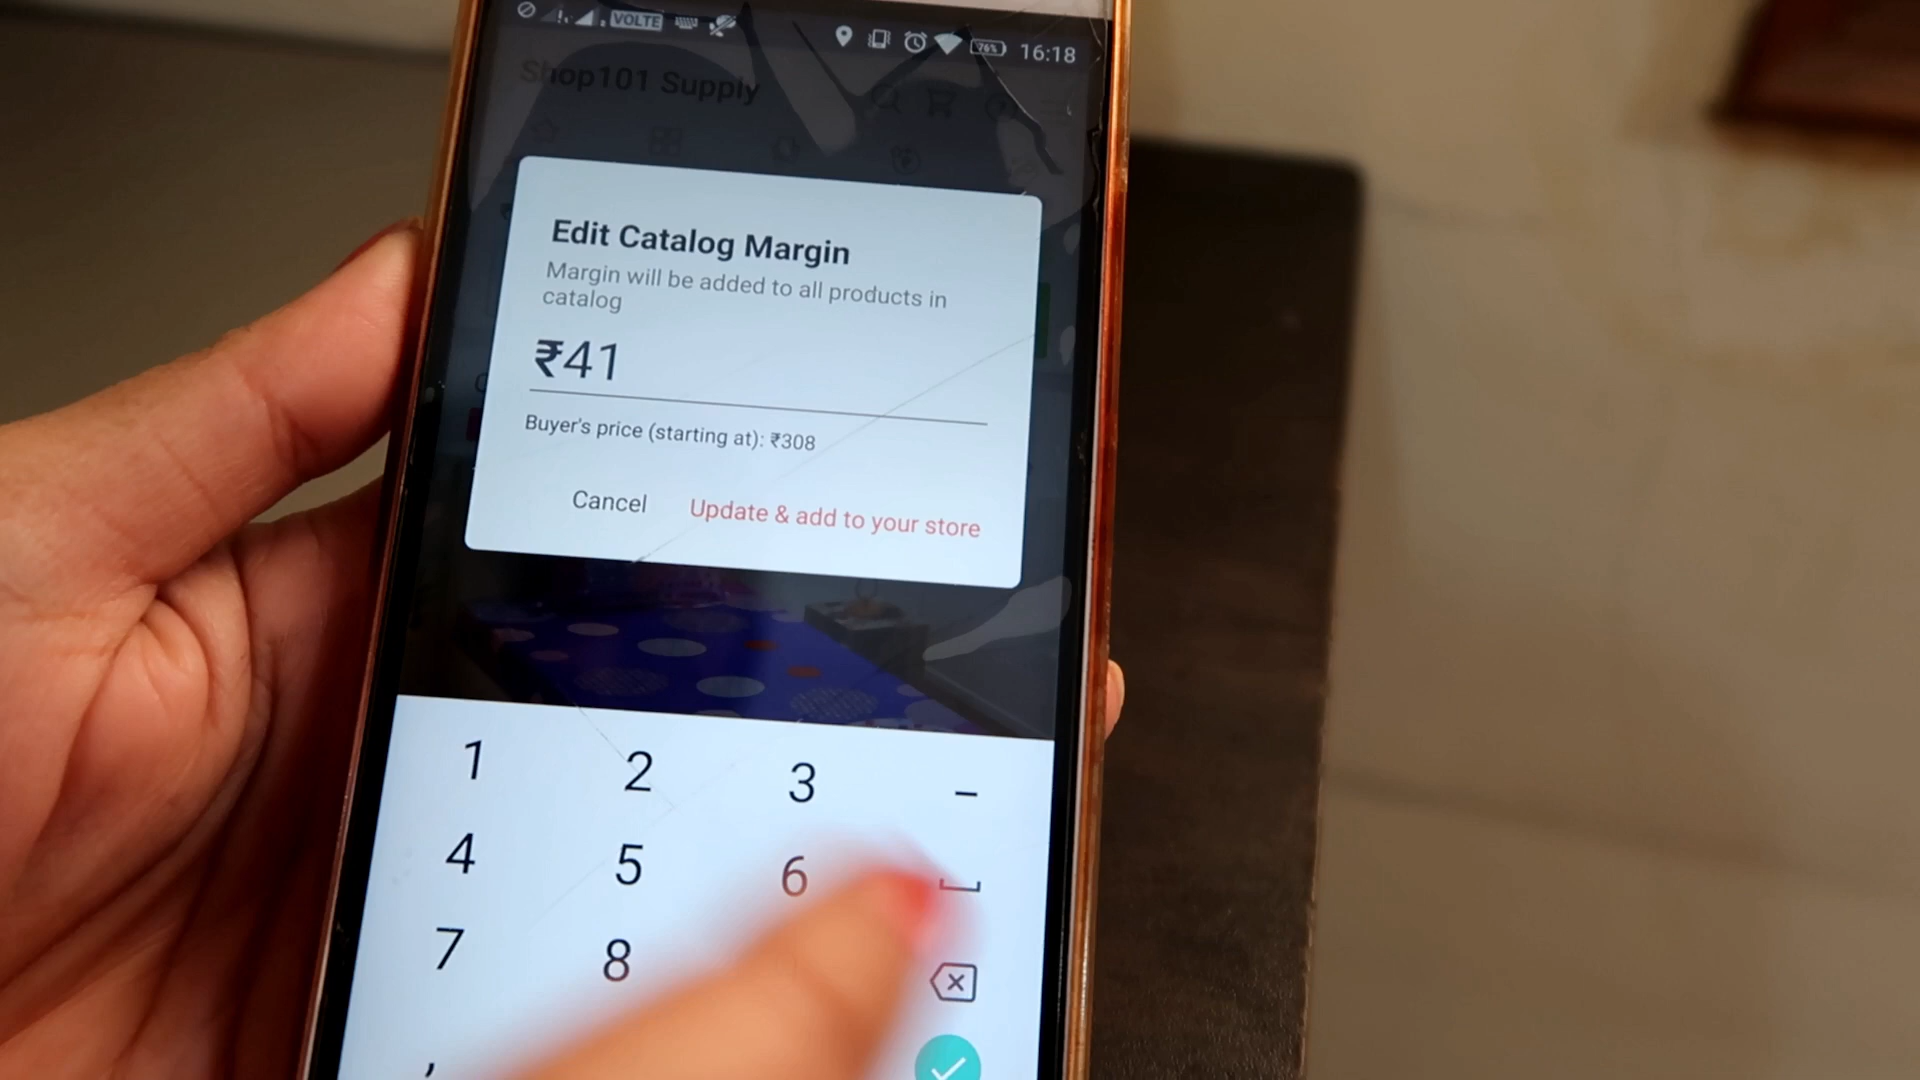 VOLTE 76% 16:18
Shop101 Supply
Edit Catalog Margin
Margin will be added to all products in
catalog
₹41
Buyer's price (starting at): ₹308
Cancel Update & add to your store
1 2 3 -
4 5 6
7 8
,